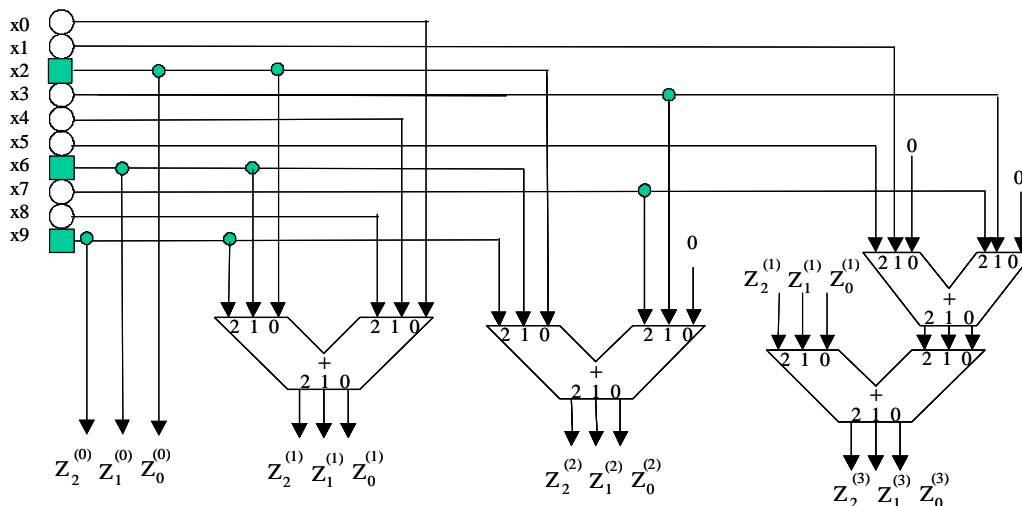 x0
x1
x2
x3
x4
x5
x6
x7
x8
x9
0
0
0
2 1 0
2 1 0
Z2(1) Z1(1) Z0(1)
+
2 1 0
2 1 0
2 1 0
+
2 1 0
2 1 0
2 1 0
+
2 1 0
2 1 0
2 1 0
+
2 1 0
Z2(0) Z1(0) Z0(0)
Z2(1) Z1(1) Z0(1)
Z2(2) Z1(2) Z0(2)
Z2(3) Z1(3) Z0(3)